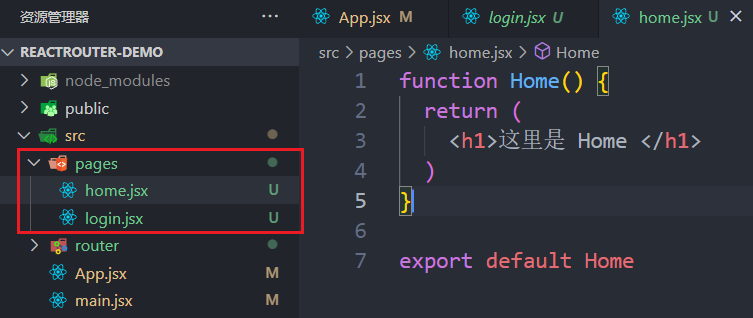 资源管理器 ···
REACTROUTER-DEMO
node_modules
public
src
pages
home.jsx U
login.jsx U
router
App.jsx M
main.jsx M
App.jsx M login.jsx U home.jsx U
src > pages > home.jsx > Home
1 function Home() {
2 return (
3 <h1>这里是 Home </h1>
4 )
5 }
6
7 export default Home